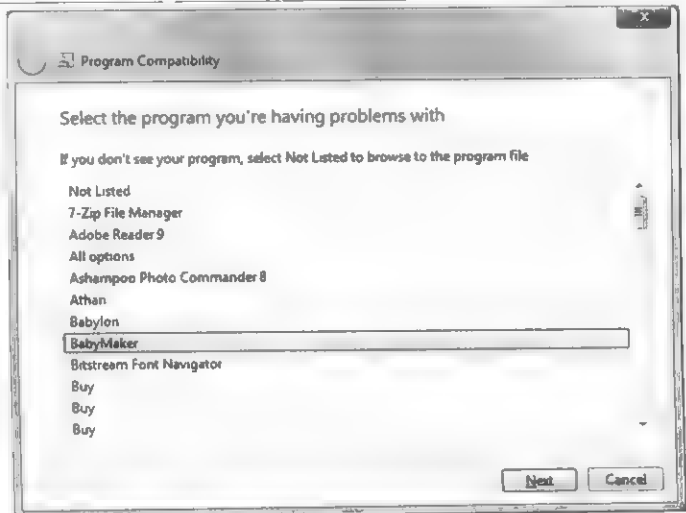 Program Compatibility
Select the program you're having problems with
If you don't see your program, select Not Listed to browse to the program file
Not Listed
7-Zip File Manager
Adobe Reader 9
All options
Ashampoo Photo Commander 8
Athan
Babylon
BabyMaker
Bitstream Font Navigator
Buy
Buy
Buy
Next
Cancel